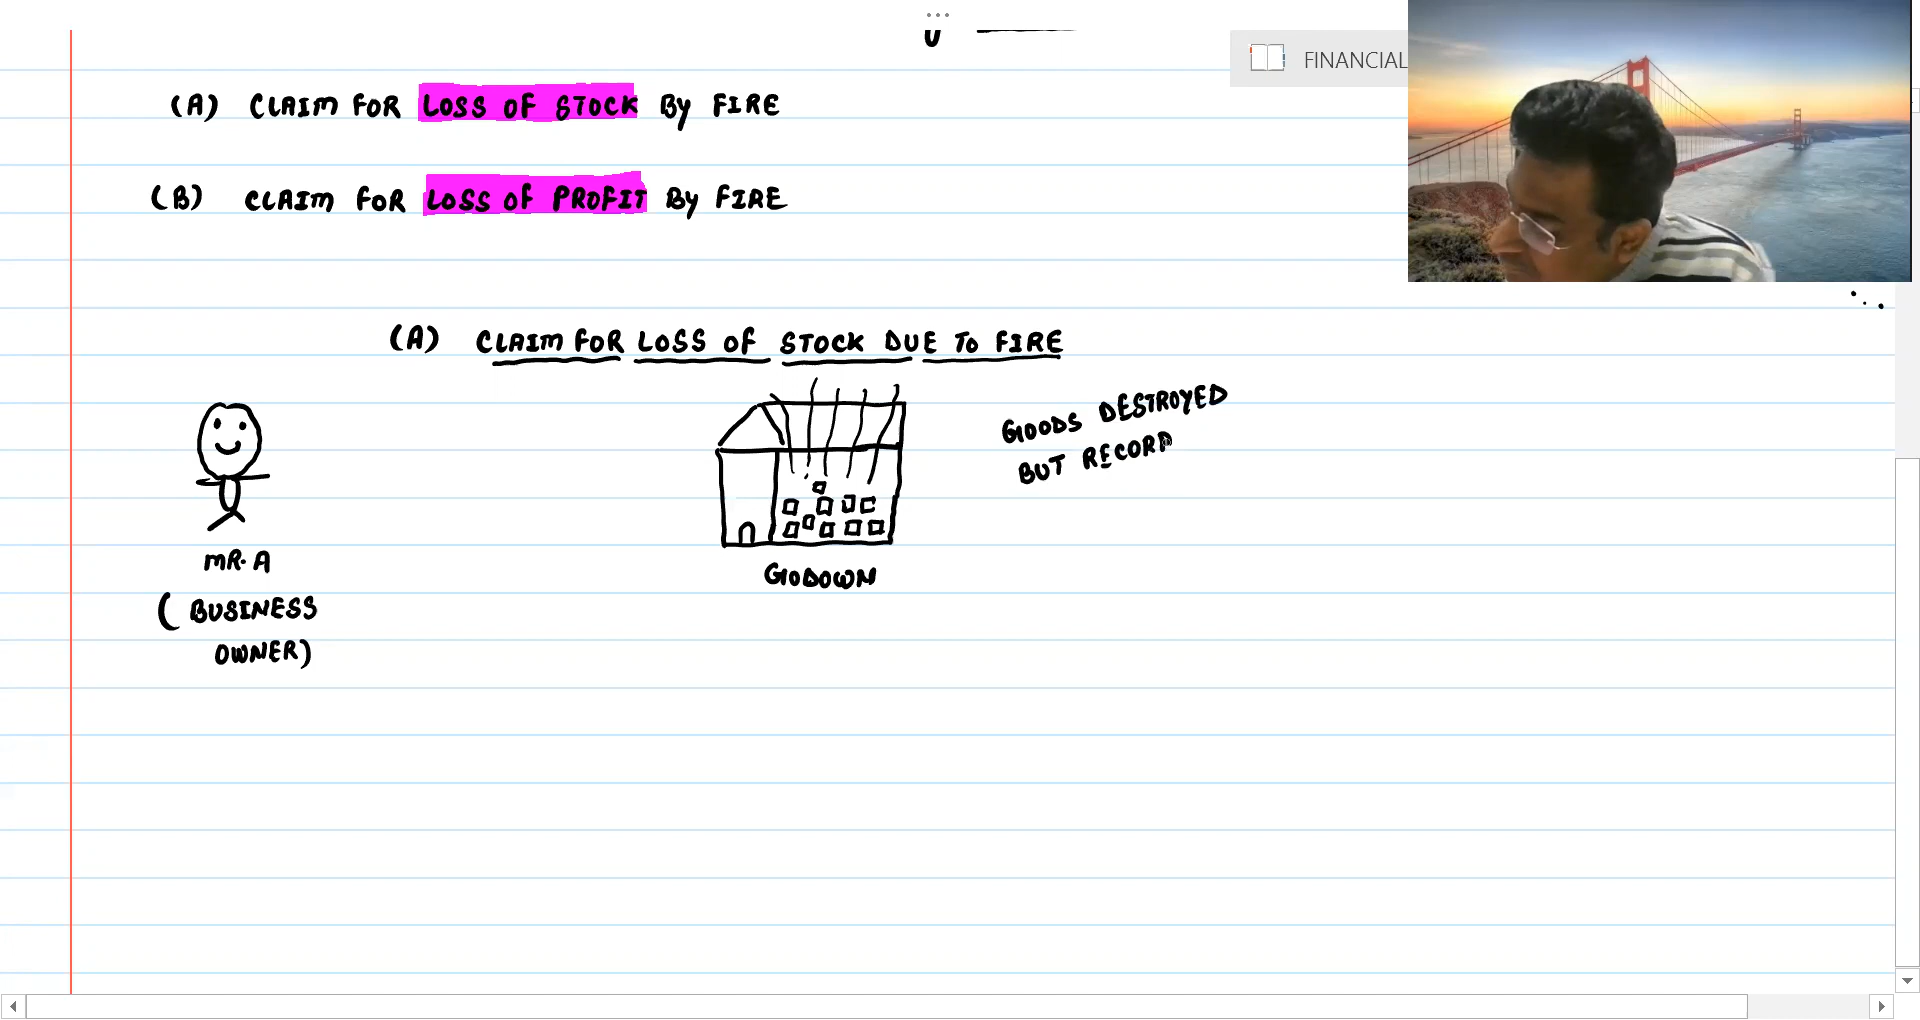 FINANCIAL
(A) CLAIM FOR LOSS OF STOCK By FIRE
(B) CLAIM FOR LOSS OF PROFIT By FIRE
(A) CLAIM FOR LOSS OF STOCK DUE TO FIRE
GOODS DESTROYED
BUT RECORD
MR. A
(BUSINESS
OWNER)
GODOWN